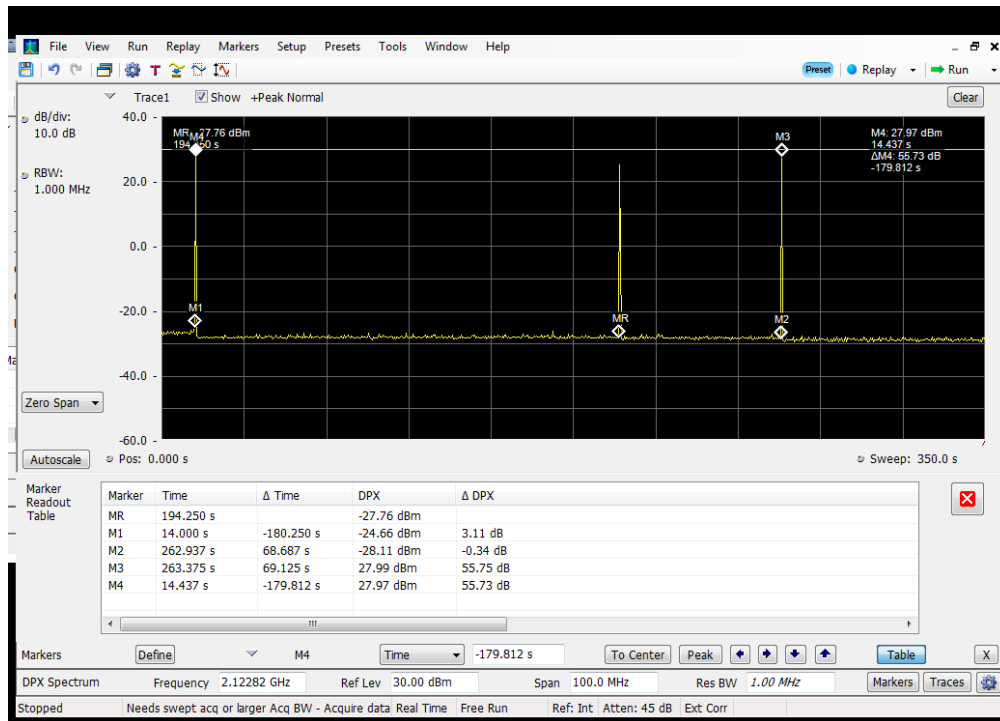 File View Run Replay Markers Setup Presets Tools Window Help
T Preset Replay Run
Trace1 Show +Peak Normal Clear
dB/div:
10.0 dB
RBW:
1.000 MHz
40.0
20.0
0.0
-20.0
-40.0
-60.0
M4
M3
M4: 27.97 dBm
14.437 s
ΔM4: 55.73 dB
-179.812 s
M1
MR
M2
Zero Span
Autoscale Pos: 0.000 s Sweep: 350.0 s
Marker
Readout
Table
Marker Time Δ Time DPX Δ DPX
MR 194.250 s -27.76 dBm
M1 14.000 s -180.250 s -24.66 dBm 3.11 dB
M2 262.937 s 68.687 s -28.11 dBm -0.34 dB
M3 263.375 s 69.125 s 27.99 dBm 55.75 dB
M4 14.437 s -179.812 s 27.97 dBm 55.73 dB
Markers Define M4 Time -179.812 s To Center Peak Table X
DPX Spectrum Frequency 2.12282 GHz Ref Lev 30.00 dBm Span 100.0 MHz Res BW 1.00 MHz Markers Traces
Stopped Needs swept acq or larger Acq BW - Acquire data Real Time Free Run Ref: Int Atten: 45 dB Ext Corr